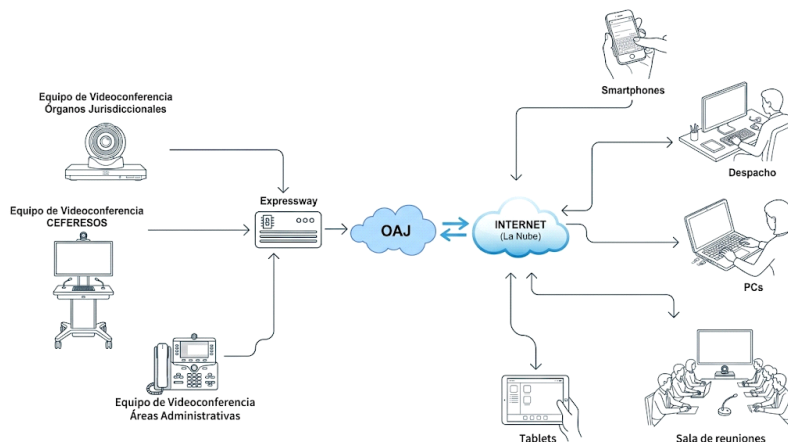 Smartphones
Equipo de Videoconferencia
Órganos Jurisdiccionales
Despacho
Expressway
Equipo de Videoconferencia
CEFERESOS
OAJ
INTERNET
(La Nube)
PCs
Equipo de Videoconferencia
Áreas Administrativas
Tablets
Sala de reuniones